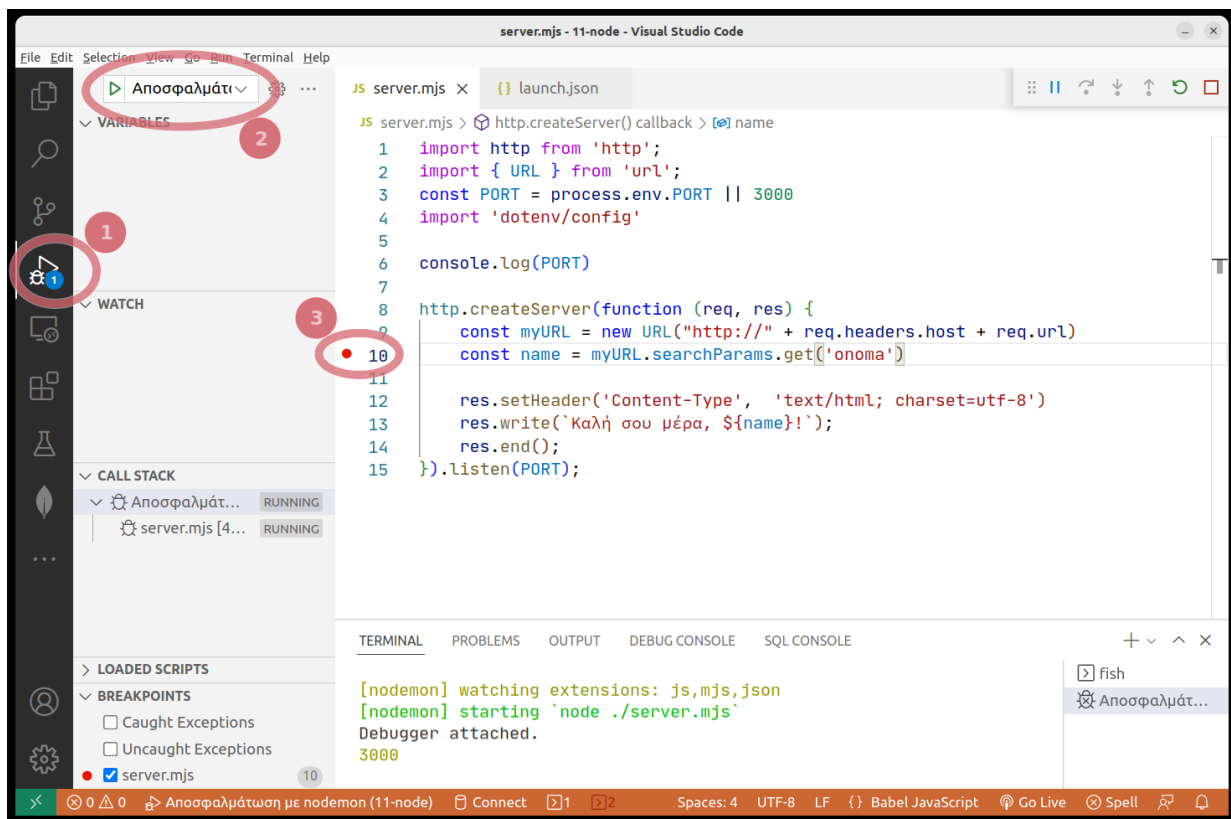 server.mjs - 11-node - Visual Studio Code
File Edit Selection View Go Run Terminal Help
Αποσφαλμάτο
JS server.mjs
{} launch.json
2
VARIABLES
JS server.mjs > http.createServer() callback > name
1 import http from 'http';
2 import { URL } from 'url';
3 const PORT = process.env.PORT || 3000
4 import 'dotenv/config'
5
6 console.log(PORT)
7
8 http.createServer(function (req, res) {
9 const myURL = new URL("http://" + req.headers.host + req.url)
10 const name = myURL.searchParams.get('onoma')
11
12 res.setHeader('Content-Type', 'text/html; charset=utf-8')
13 res.write(`Καλή σου μέρα, ${name}!`);
14 res.end();
15 }).listen(PORT);
1
1
WATCH
3
CALL STACK
Αποσφαλμάτ... RUNNING
server.mjs [4... RUNNING
LOADED SCRIPTS
BREAKPOINTS
Caught Exceptions
Uncaught Exceptions
server.mjs 10
TERMINAL PROBLEMS OUTPUT DEBUG CONSOLE SQL CONSOLE
[nodemon] watching extensions: js,mjs,json
[nodemon] starting `node ./server.mjs`
Debugger attached.
3000
fish
Αποσφαλμάτ...
0 0 Αποσφαλμάτωση με nodemon (11-node) Connect 1 2 Spaces: 4 UTF-8 LF {} Babel JavaScript Go Live Spell